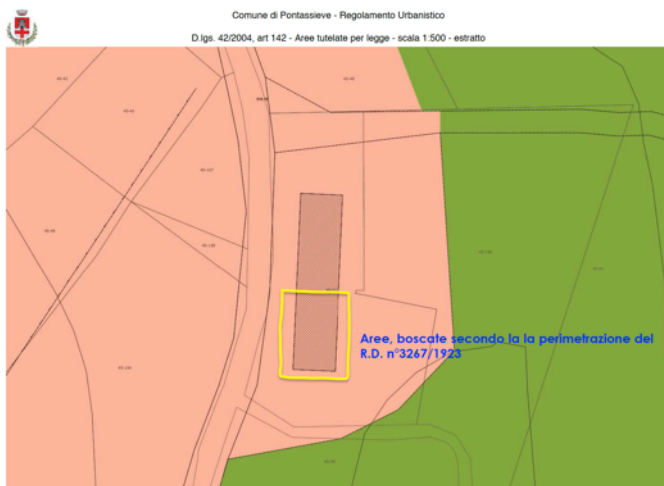 Comune di Pontassieve - Regolamento Urbanistico
D.lgs. 42/2004, art 142 - Aree tutelate per legge - scala 1:500 - estratto
Aree, boscate secondo la la perimetrazione del
R.D. n°3267/1923